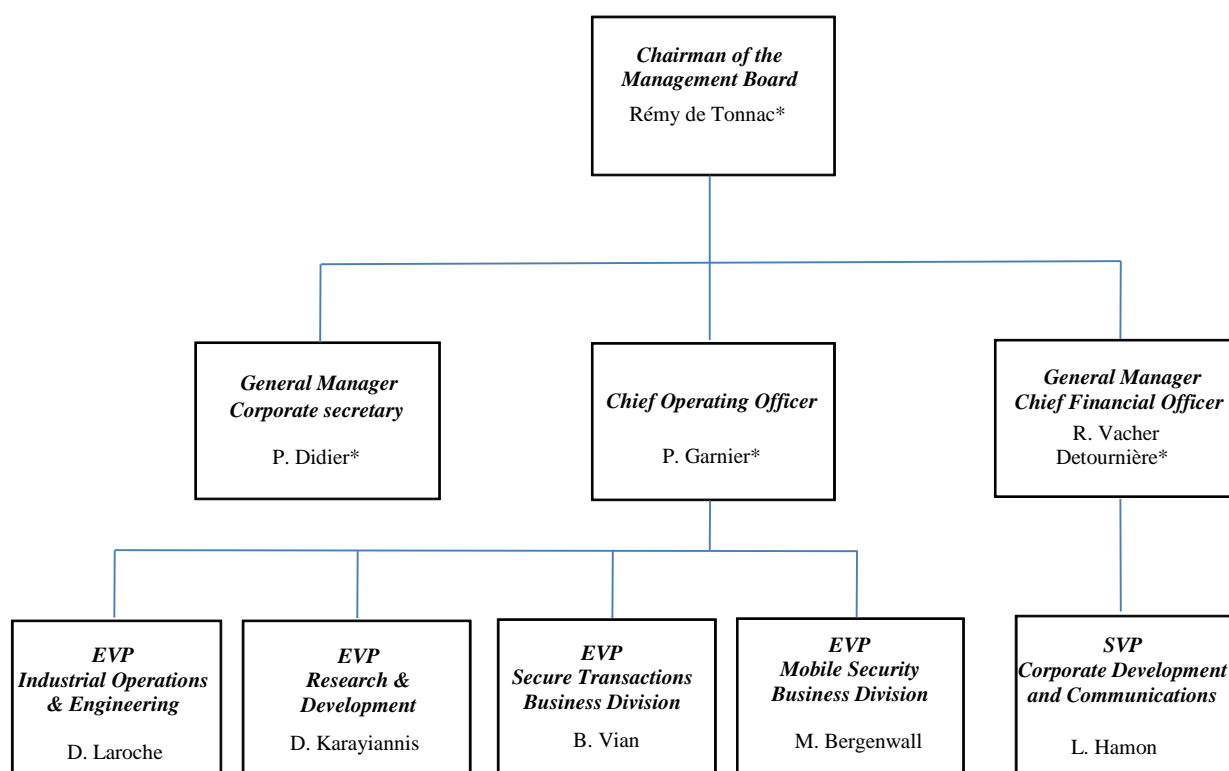 Chairman of the
Management Board
Rémy de Tonnac*
General Manager
Corporate secretary
P. Didier*
Chief Operating Officer
P. Garnier*
General Manager
Chief Financial Officer
R. Vacher
Detournière*
EVP
Industrial Operations
& Engineering
D. Laroche
EVP
Research &
Development
D. Karayiannis
EVP
Secure Transactions
Business Division
B. Vian
EVP
Mobile Security
Business Division
M. Bergenwall
SVP
Corporate Development
and Communications
L. Hamon